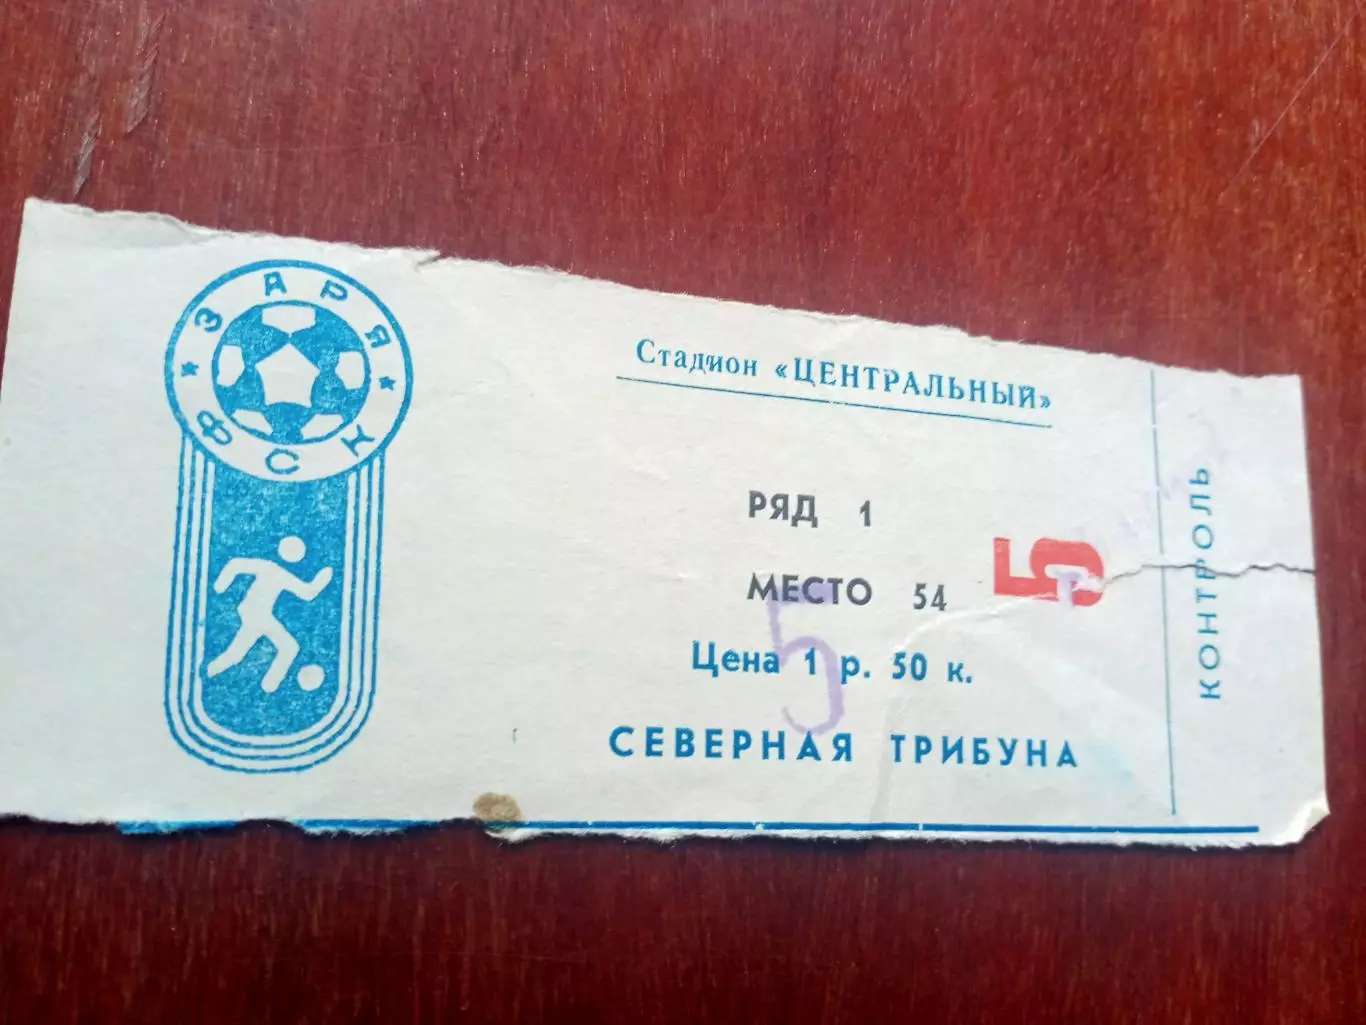 ЗАРЯ
ФСК
Стадион «ЦЕНТРАЛЬНЫЙ»
РЯД 1
МЕСТО 54
5
5
Цена 1 р. 50 к.
СЕВЕРНАЯ ТРИБУНА
КОНТРОЛЬ